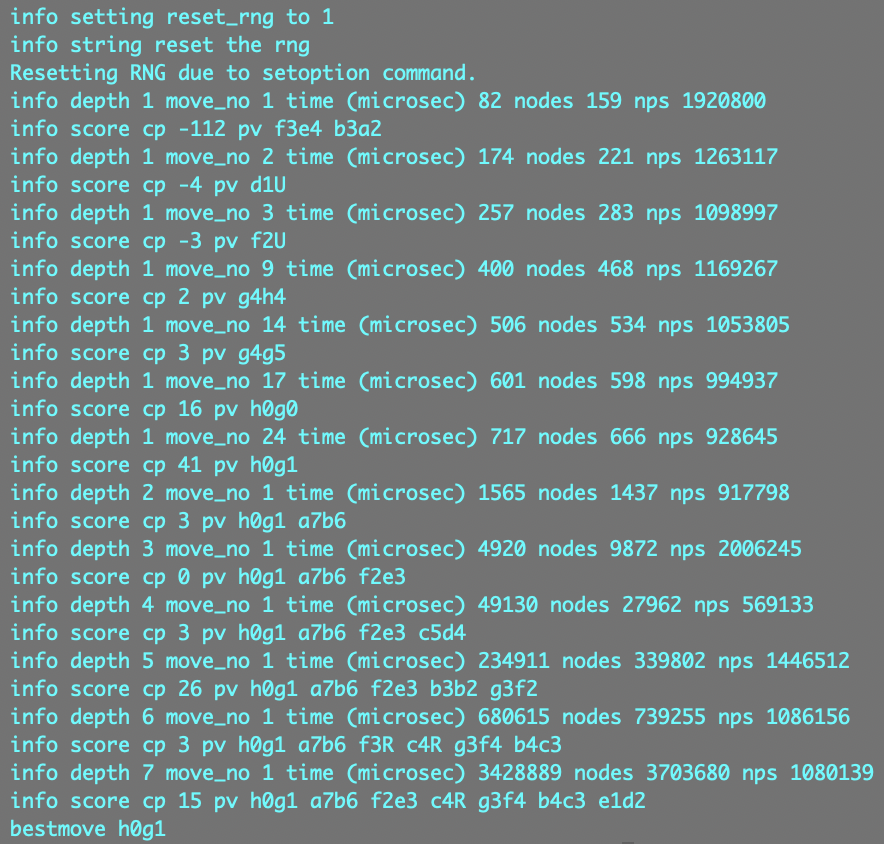 info setting reset_rng to 1
info string reset the rng
Resetting RNG due to setoption command.
info depth 1 move_no 1 time (microsec) 82 nodes 159 nps 1920800
info score cp -112 pv f3e4 b3a2
info depth 1 move_no 2 time (microsec) 174 nodes 221 nps 1263117
info score cp -4 pv d1U
info depth 1 move_no 3 time (microsec) 257 nodes 283 nps 1098997
info score cp -3 pv f2U
info depth 1 move_no 9 time (microsec) 400 nodes 468 nps 1169267
info score cp 2 pv g4h4
info depth 1 move_no 14 time (microsec) 506 nodes 534 nps 1053805
info score cp 3 pv g4g5
info depth 1 move_no 17 time (microsec) 601 nodes 598 nps 994937
info score cp 16 pv h0g0
info depth 1 move_no 24 time (microsec) 717 nodes 666 nps 928645
info score cp 41 pv h0g1
info depth 2 move_no 1 time (microsec) 1565 nodes 1437 nps 917798
info score cp 3 pv h0g1 a7b6
info depth 3 move_no 1 time (microsec) 4920 nodes 9872 nps 2006245
info score cp 0 pv h0g1 a7b6 f2e3
info depth 4 move_no 1 time (microsec) 49130 nodes 27962 nps 569133
info score cp 3 pv h0g1 a7b6 f2e3 c5d4
info depth 5 move_no 1 time (microsec) 234911 nodes 339802 nps 1446512
info score cp 26 pv h0g1 a7b6 f2e3 b3b2 g3f2
info depth 6 move_no 1 time (microsec) 680615 nodes 739255 nps 1086156
info score cp 3 pv h0g1 a7b6 f3R c4R g3f4 b4c3
info depth 7 move_no 1 time (microsec) 3428889 nodes 3703680 nps 1080139
info score cp 15 pv h0g1 a7b6 f2e3 c4R g3f4 b4c3 e1d2
bestmove h0g1